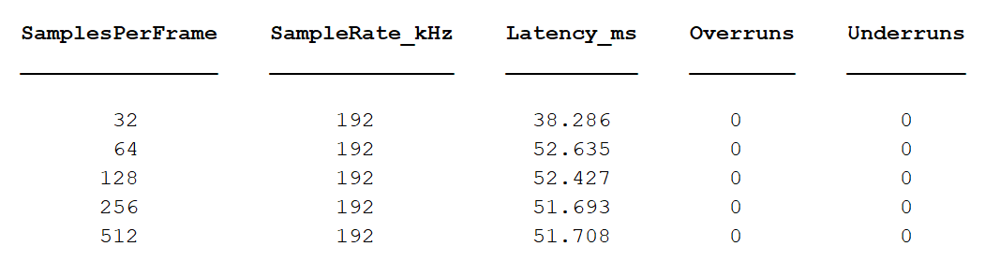 SamplesPerFrame    SampleRate_kHz    Latency_ms    Overruns    Underruns
32    192    38.286    0    0
64    192    52.635    0    0
128    192    52.427    0    0
256    192    51.693    0    0
512    192    51.708    0    0